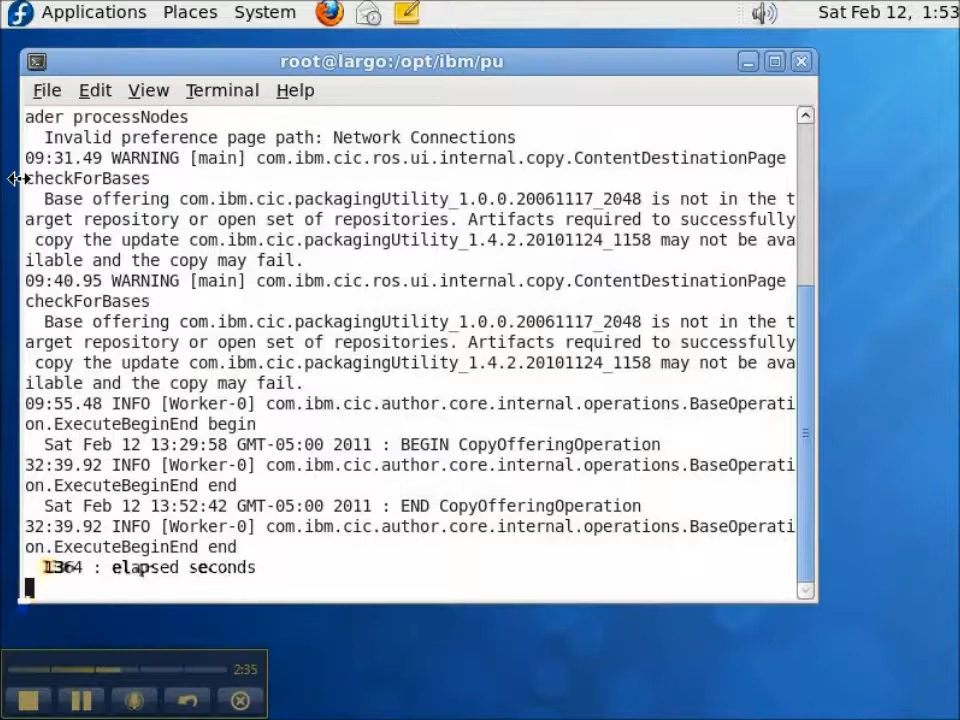 Applications Places System Sat Feb 12, 1:53
root@largo:/opt/ibm/pu
File Edit View Terminal Help
ader processNodes
Invalid preference page path: Network Connections
09:31.49 WARNING [main] com.ibm.cic.ros.ui.internal.copy.ContentDestinationPage
checkForBases
Base offering com.ibm.cic.packagingUtility_1.0.0.20061117_2048 is not in the t
arget repository or open set of repositories. Artifacts required to successfully
copy the update com.ibm.cic.packagingUtility_1.4.2.20101124_1158 may not be ava
ilable and the copy may fail.
09:40.95 WARNING [main] com.ibm.cic.ros.ui.internal.copy.ContentDestinationPage
checkForBases
Base offering com.ibm.cic.packagingUtility_1.0.0.20061117_2048 is not in the t
arget repository or open set of repositories. Artifacts required to successfully
copy the update com.ibm.cic.packagingUtility_1.4.2.20101124_1158 may not be ava
ilable and the copy may fail.
09:55.48 INFO [Worker-0] com.ibm.cic.author.core.internal.operations.BaseOperati
on.ExecuteBeginEnd begin
Sat Feb 12 13:29:58 GMT-05:00 2011 : BEGIN CopyOfferingOperation
32:39.92 INFO [Worker-0] com.ibm.cic.author.core.internal.operations.BaseOperati
on.ExecuteBeginEnd end
Sat Feb 12 13:52:42 GMT-05:00 2011 : END CopyOfferingOperation
32:39.92 INFO [Worker-0] com.ibm.cic.author.core.internal.operations.BaseOperati
on.ExecuteBeginEnd end
1364 : elapsed seconds
2:35